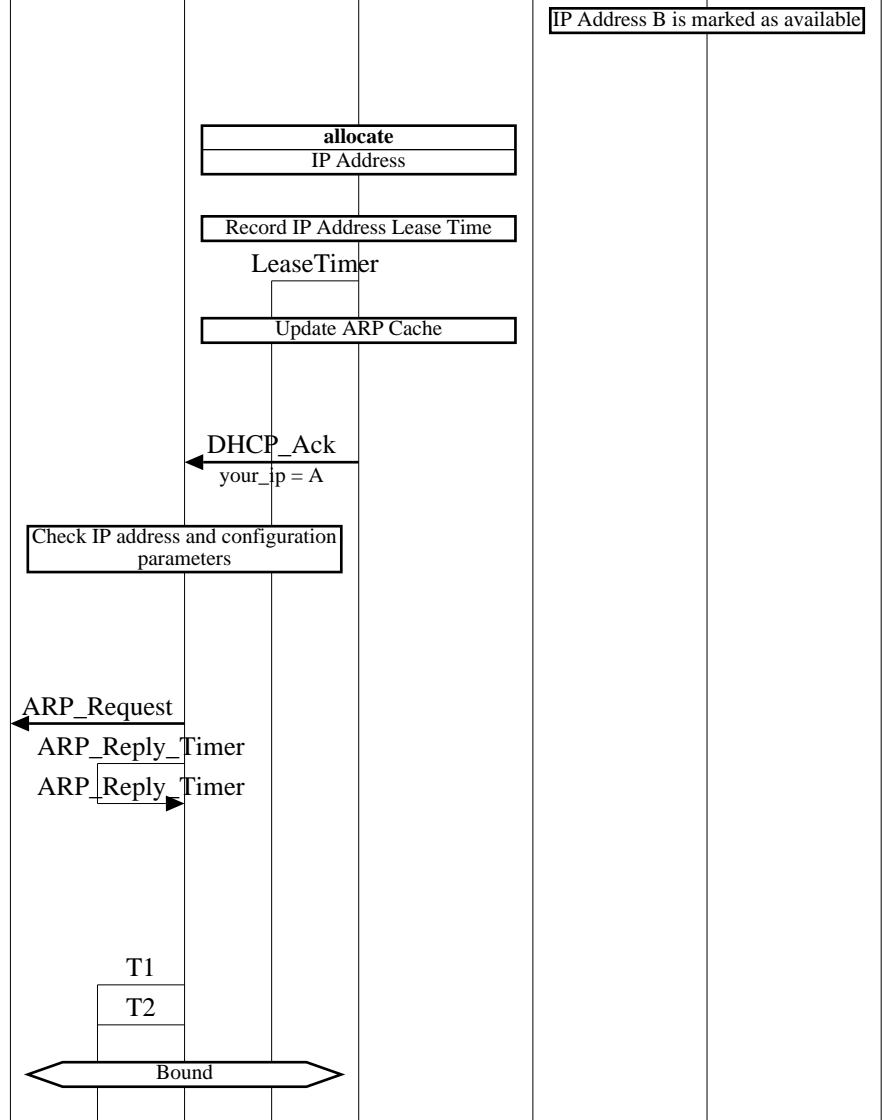 IP Address B is marked as available
allocate
IP Address
Record IP Address Lease Time
LeaseTimer
Update ARP Cache
DHCP_Ack
your_ip = A
Check IP address and configuration
parameters
ARP_Request
ARP_Reply_Timer
ARP_Reply_Timer
T1
T2
Bound